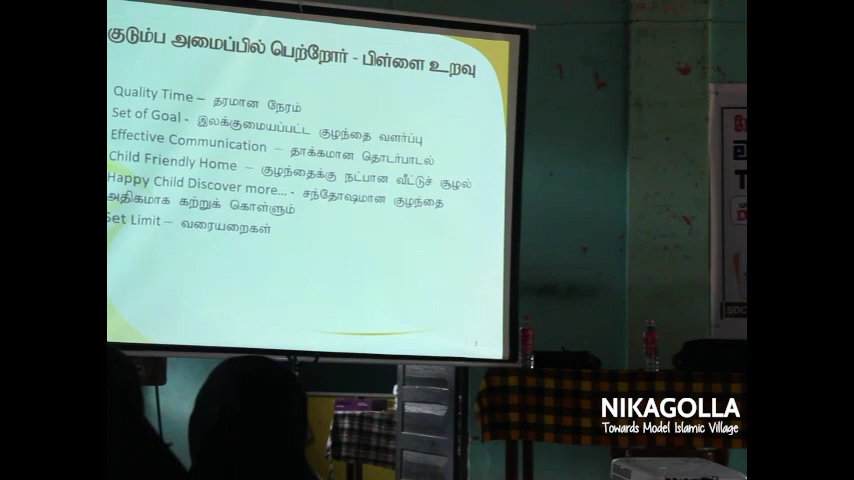 குடும்ப அமைப்பில் பெற்றோர் - பிள்ளை உறவு
Quality Time – தரமான நேரம்
Set of Goal - இலக்குமையப்பட்ட குழந்தை வளர்ப்பு
Effective Communication – தாக்கமான தொடர்பாடல்
Child Friendly Home – குழந்தைக்கு நட்பான வீட்டுச் சூழல்
Happy Child Discover more... - சந்தோஷமான குழந்தை
அதிகமாக கற்றுக் கொள்ளும்
Set Limit – வரையறைகள்
3
NIKAGOLLA
Towards Model Islamic Village